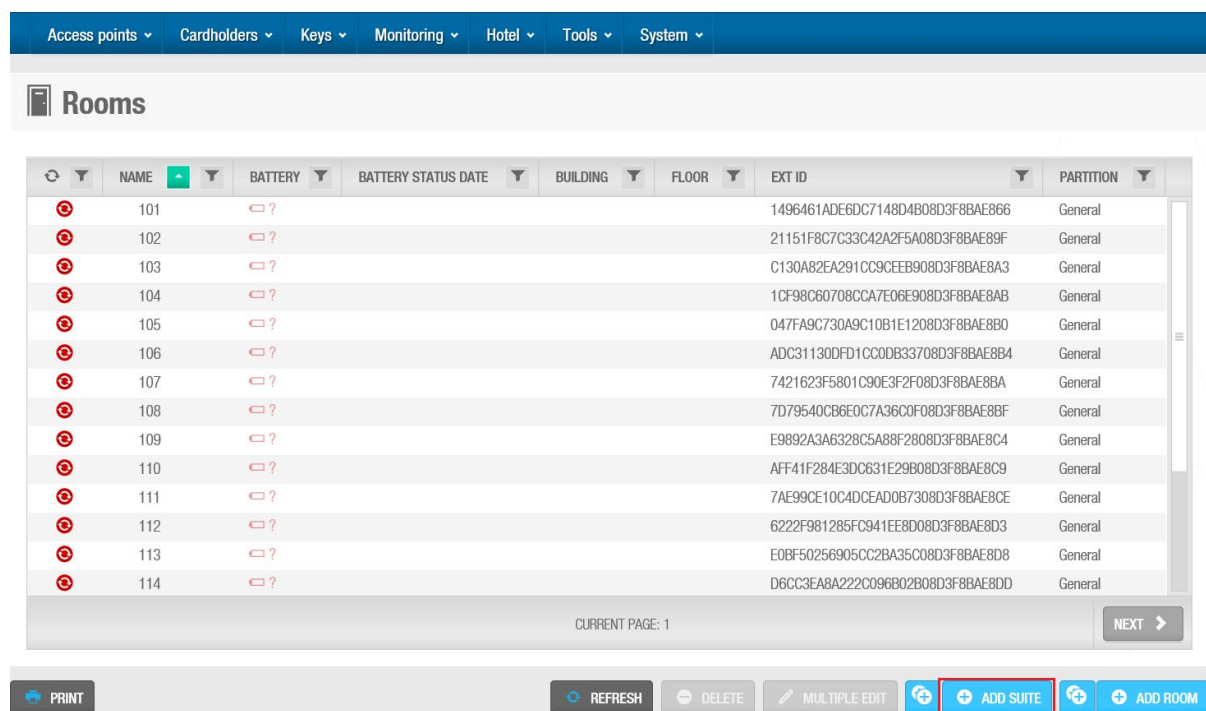 Access points Cardholders Keys Monitoring Hotel Tools System
Rooms
NAME BATTERY BATTERY STATUS DATE BUILDING FLOOR EXT ID PARTITION
101 ? 1496461ADE6DC7148D4B08D3F8BAE866 General
102 ? 21151F8C7C33C42A2F5A08D3F8BAE89F General
103 ? C130A82EA291CC9CEEB908D3F8BAE8A3 General
104 ? 1CF98C60708CCA7E06E908D3F8BAE8AB General
105 ? 047FA9C730A9C10B1E1208D3F8BAE8B0 General
106 ? ADC31130DFD1CC0DB33708D3F8BAE8B4 General
107 ? 7421623F5801C90E3F2F08D3F8BAE8BA General
108 ? 7D79540CB6E0C7A36C0F08D3F8BAE8BF General
109 ? E9892A3A6328C5A88F2808D3F8BAE8C4 General
110 ? AFF41F284E3DC631E29B08D3F8BAE8C9 General
111 ? 7AE99CE10C4DCEAD0B7308D3F8BAE8CE General
112 ? 6222F981285FC941EE8D08D3F8BAE8D3 General
113 ? E0BF50256905CC2BA35C08D3F8BAE8D8 General
114 ? D6CC3EA8A222C096B02B08D3F8BAE8DD General
CURRENT PAGE: 1 NEXT
PRINT REFRESH DELETE MULTIPLE EDIT ADD SUITE ADD ROOM